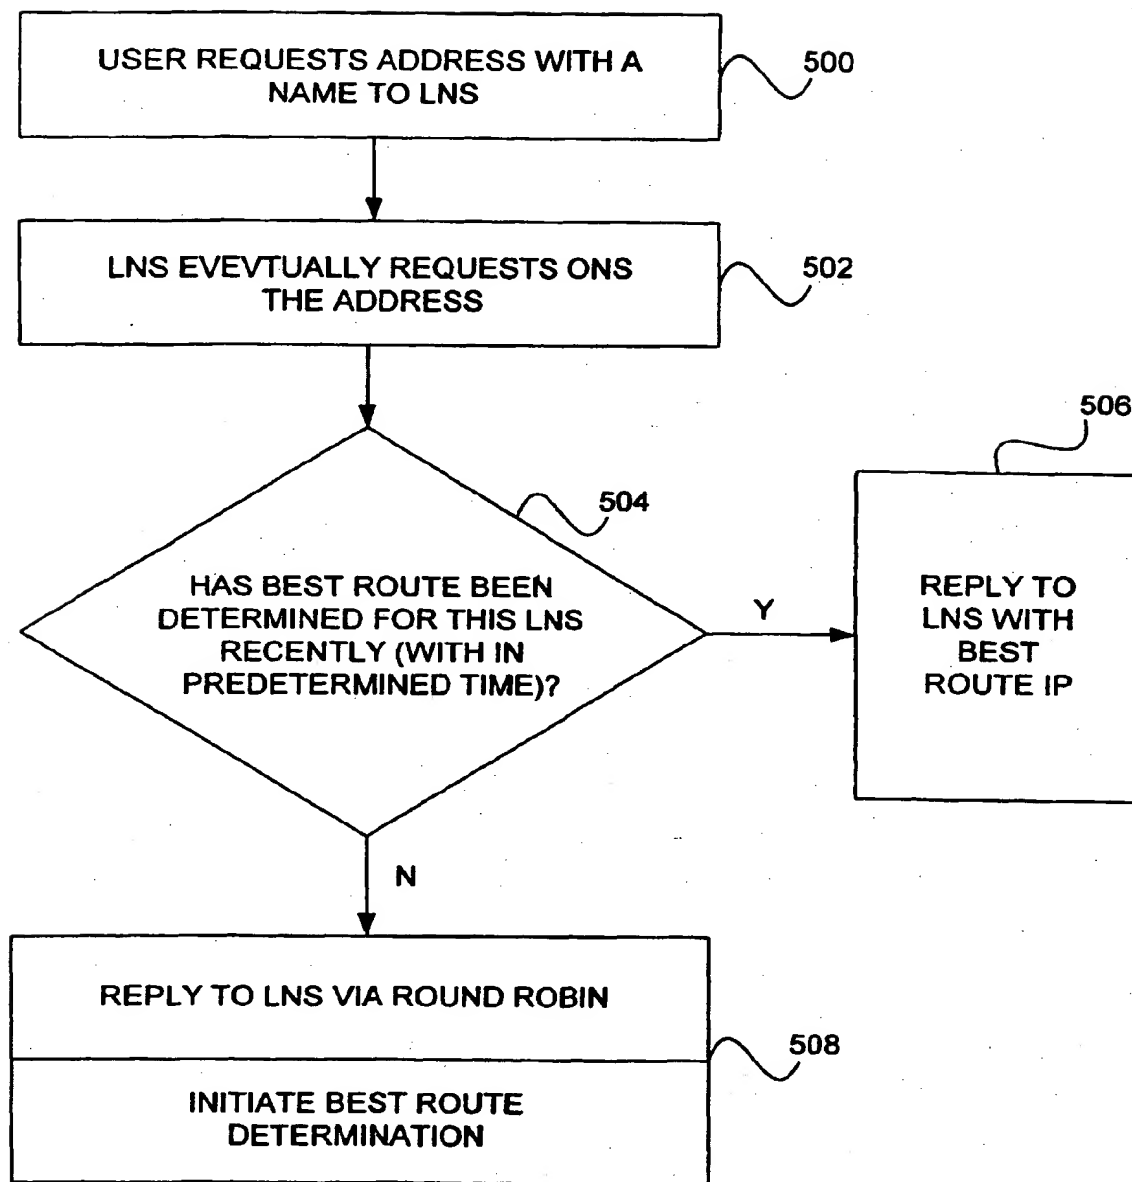 USER REQUESTS ADDRESS WITH A
NAME TO LNS
500
LNS EVEVTUALLY REQUESTS ONS
THE ADDRESS
502
506
504
HAS BEST ROUTE BEEN
DETERMINED FOR THIS LNS
RECENTLY (WITH IN
PREDETERMINED TIME)?
Y
REPLY TO
LNS WITH
BEST
ROUTE IP
N
REPLY TO LNS VIA ROUND ROBIN
508
INITIATE BEST ROUTE
DETERMINATION